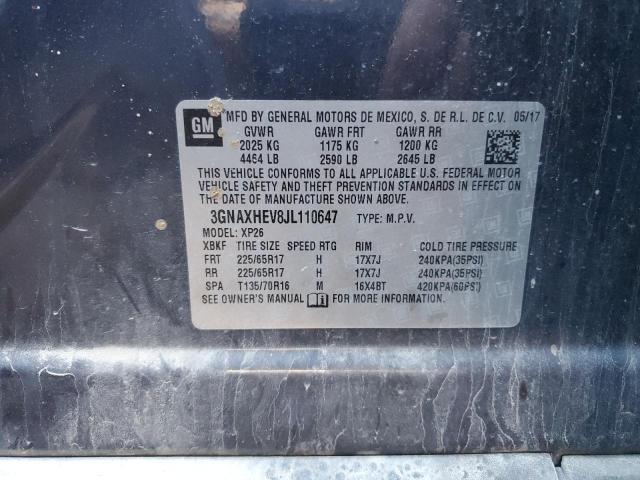 GM
MFD BY GENERAL MOTORS DE MEXICO, S. DE R.L. DE C.V. 05/17
GVWR GAWR FRT GAWR RR
2025 KG 1175 KG 1200 KG
4464 LB 2590 LB 2645 LB
THIS VEHICLE CONFORMS TO ALL APPLICABLE U.S. FEDERAL MOTOR
VEHICLE SAFETY AND THEFT PREVENTION STANDARDS IN EFFECT ON
THE DATE OF MANUFACTURE SHOWN ABOVE.
3GNAXHEV8JL110647 TYPE: M.P.V.
MODEL: XP26
XBKF TIRE SIZE SPEED RTG RIM COLD TIRE PRESSURE
FRT 225/65R17 H 17X7J 240KPA(35PSI)
RR 225/65R17 H 17X7J 240KPA(35PSI)
SPA T135/70R16 M 16X4BT 420KPA(60PSI)
SEE OWNER'S MANUAL FOR MORE INFORMATION.